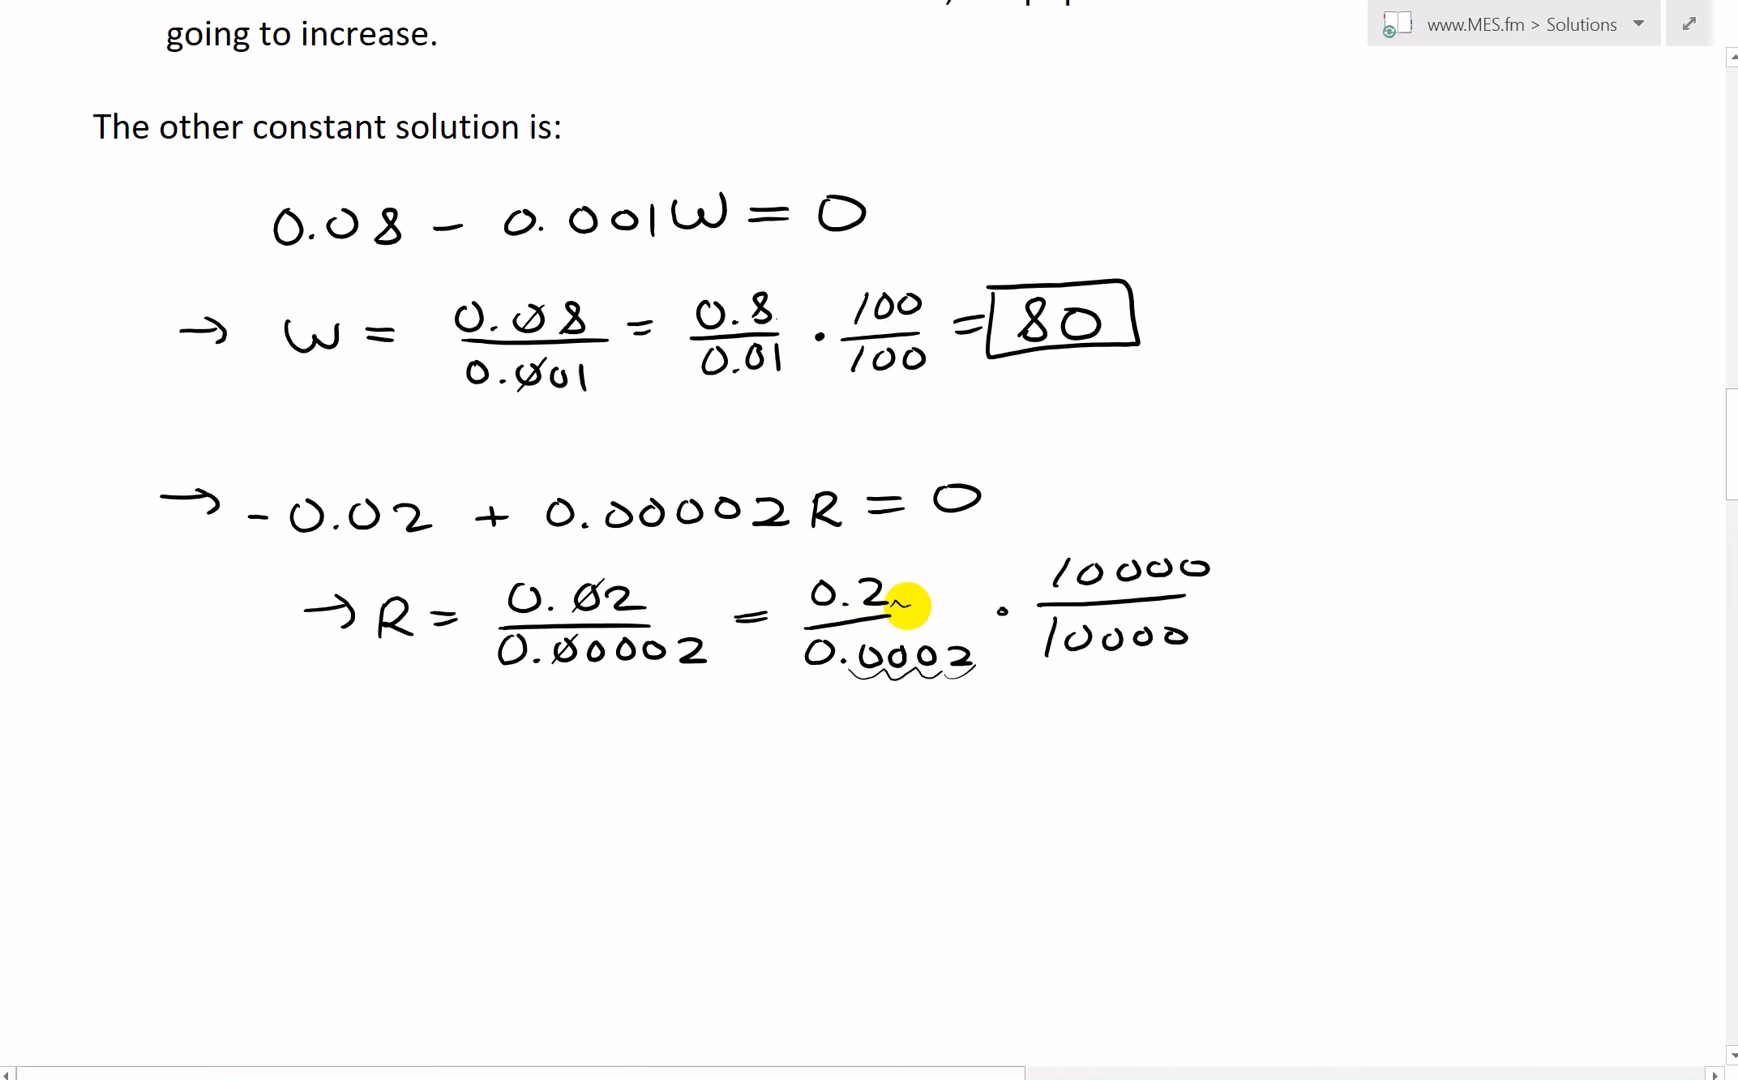 going to increase.
www.MES.fm > Solutions
The other constant solution is:
0.08 - 0.001W = 0
→ W = 0.08/0.001 = 0.8/0.01 · 100/100 = 80
→ -0.02 + 0.00002R = 0
→ R = 0.02/0.00002 = 0.2/0.0002 · 10000/10000